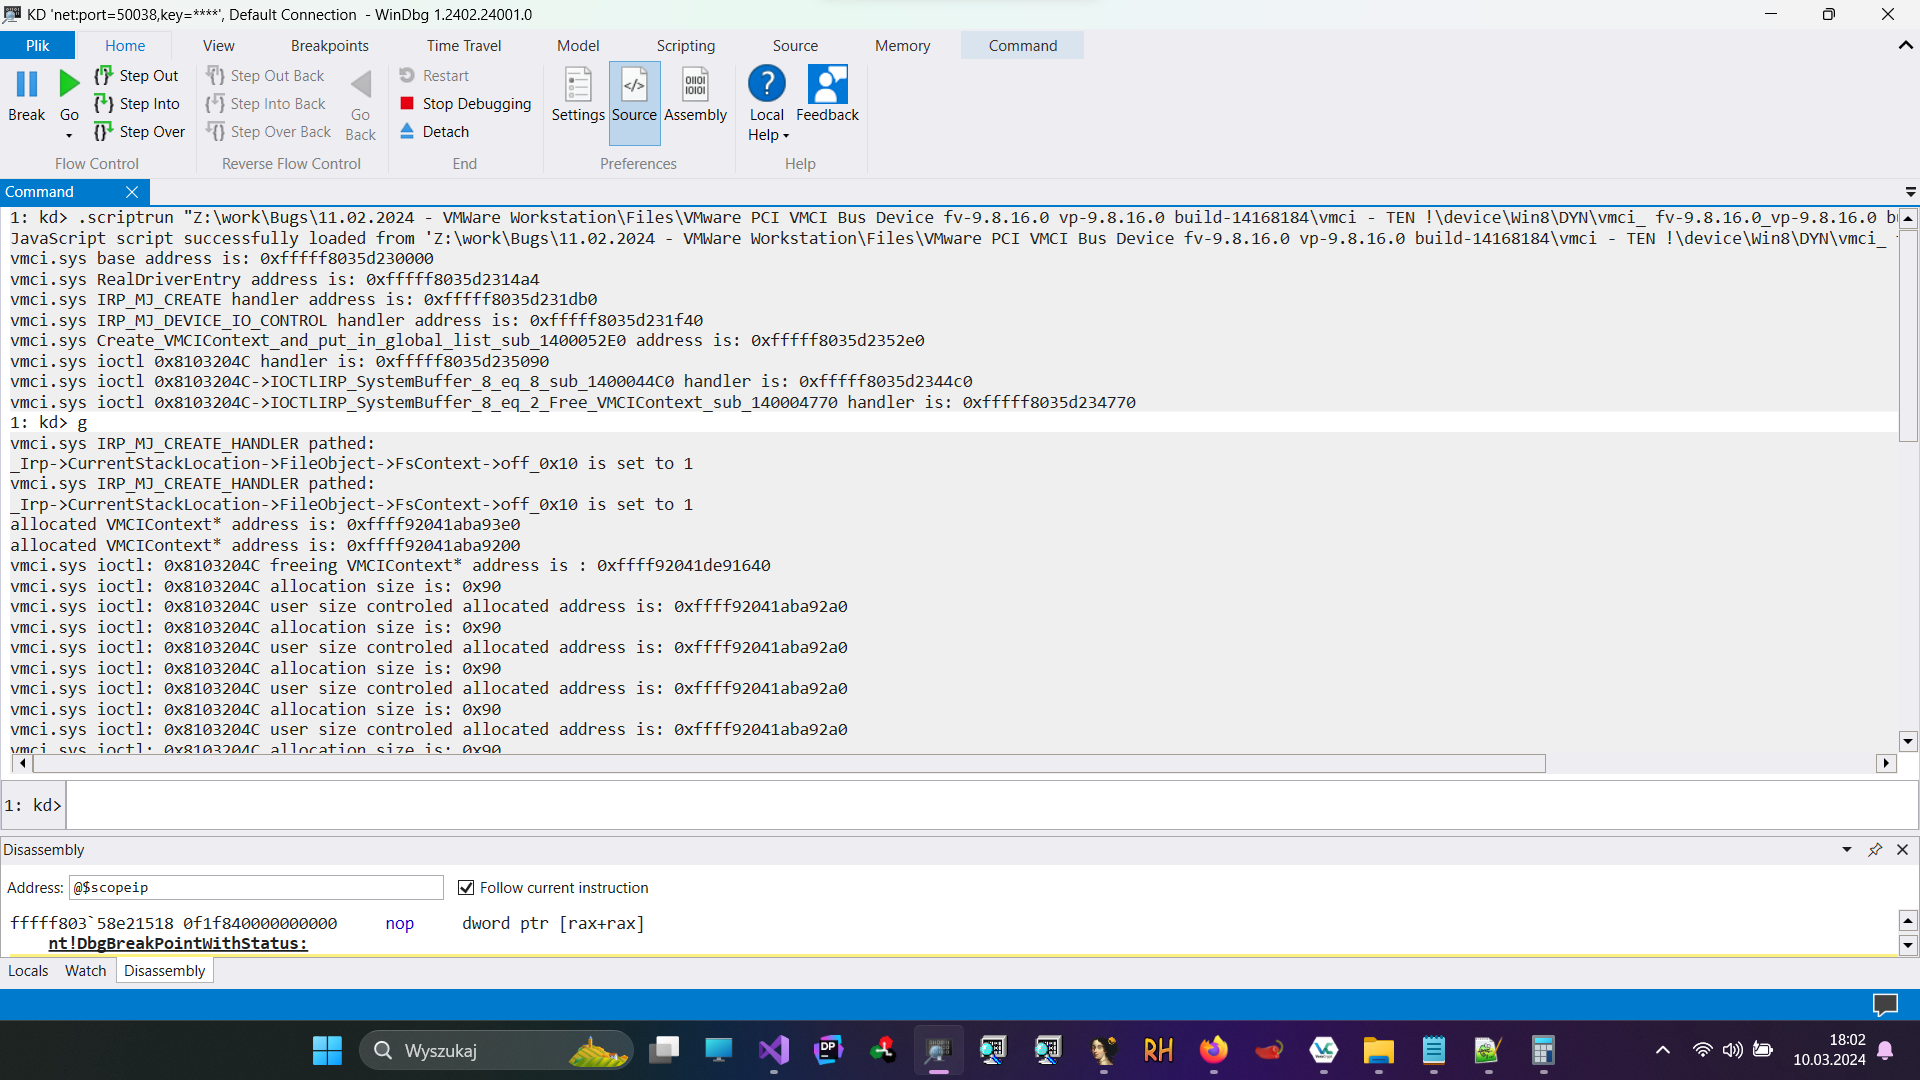 KD 'net:port=50038,key=****', Default Connection - WinDbg 1.2402.24001.0
Plik Home View Breakpoints Time Travel Model Scripting Source Memory Command
Break
Go
Step Out
Step Into
Step Over
Flow Control
Step Out Back
Step Into Back
Step Over Back
Go Back
Reverse Flow Control
Restart
Stop Debugging
Detach
End
Settings Source Assembly
Preferences
Local Help
Feedback
Help
Command
1: kd> .scriptrun "Z:\work\Bugs\11.02.2024 - VMWare Workstation\Files\VMware PCI VMCI Bus Device fv-9.8.16.0 vp-9.8.16.0 build-14168184\vmci - TEN !\device\Win8\DYN\vmci_ fv-9.8.16.0_vp-9.8.16.0
JavaScript script successfully loaded from 'Z:\work\Bugs\11.02.2024 - VMWare Workstation\Files\VMware PCI VMCI Bus Device fv-9.8.16.0 vp-9.8.16.0 build-14168184\vmci - TEN !\device\Win8\DYN\vmci_
vmci.sys base address is: 0xfffff8035d230000
vmci.sys RealDriverEntry address is: 0xfffff8035d2314a4
vmci.sys IRP_MJ_CREATE handler address is: 0xfffff8035d231db0
vmci.sys IRP_MJ_DEVICE_IO_CONTROL handler address is: 0xfffff8035d231f40
vmci.sys Create_VMCIContext_and_put_in_global_list_sub_1400052E0 address is: 0xfffff8035d2352e0
vmci.sys ioctl 0x8103204C handler is: 0xfffff8035d235090
vmci.sys ioctl 0x8103204C->IOCTLIRP_SystemBuffer_8_eq_8_sub_1400044C0 handler is: 0xfffff8035d2344c0
vmci.sys ioctl 0x8103204C->IOCTLIRP_SystemBuffer_8_eq_2_Free_VMCIContext_sub_140004770 handler is: 0xfffff8035d234770
1: kd> g
vmci.sys IRP_MJ_CREATE_HANDLER pathed:
_Irp->CurrentStackLocation->FileObject->FsContext->off_0x10 is set to 1
vmci.sys IRP_MJ_CREATE_HANDLER pathed:
_Irp->CurrentStackLocation->FileObject->FsContext->off_0x10 is set to 1
allocated VMCIContext* address is: 0xffff92041aba93e0
allocated VMCIContext* address is: 0xffff92041aba9200
vmci.sys ioctl: 0x8103204C freeing VMCIContext* address is : 0xffff92041de91640
vmci.sys ioctl: 0x8103204C allocation size is: 0x90
vmci.sys ioctl: 0x8103204C user size controled allocated address is: 0xffff92041aba92a0
vmci.sys ioctl: 0x8103204C allocation size is: 0x90
vmci.sys ioctl: 0x8103204C user size controled allocated address is: 0xffff92041aba92a0
vmci.sys ioctl: 0x8103204C allocation size is: 0x90
vmci.sys ioctl: 0x8103204C user size controled allocated address is: 0xffff92041aba92a0
vmci.sys ioctl: 0x8103204C allocation size is: 0x90
vmci.sys ioctl: 0x8103204C user size controled allocated address is: 0xffff92041aba92a0
vmci.sys ioctl: 0x8103204C allocation size is: 0x90
1: kd>
Disassembly
Address: @$scopeip Follow current instruction
fffff803`58e21518 0f1f840000000000 nop dword ptr [rax+rax]
nt!DbgBreakPointWithStatus:
Locals Watch Disassembly
Wyszukaj
DP
RH
18:02
10.03.2024